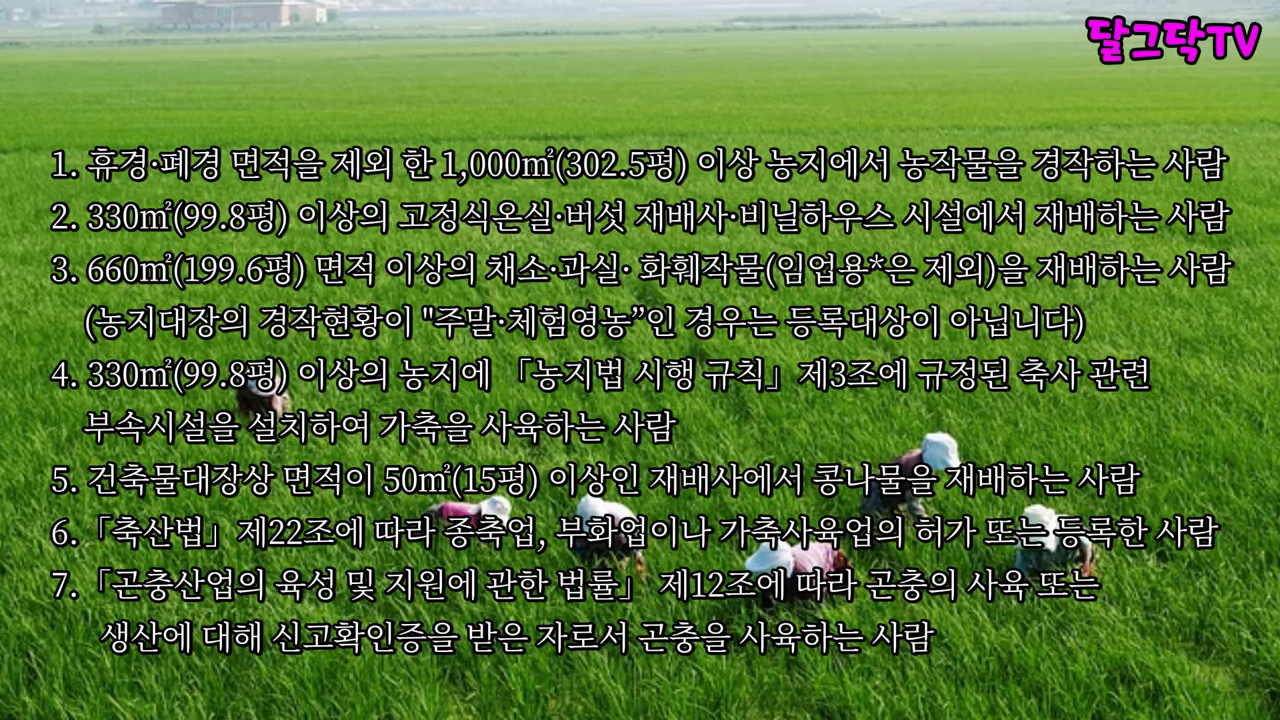 달그닥TV
1. 휴경·폐경 면적을 제외 한 1,000㎡(302.5평) 이상 농지에서 농작물을 경작하는 사람
2. 330㎡(99.8평) 이상의 고정식온실·버섯 재배사·비닐하우스 시설에서 재배하는 사람
3. 660㎡(199.6평) 면적 이상의 채소·과실· 화훼작물(임업용*은 제외)을 재배하는 사람
(농지대장의 경작현황이 "주말·체험영농”인 경우는 등록대상이 아닙니다)
4. 330㎡(99.8평) 이상의 농지에 「농지법 시행 규칙」 제3조에 규정된 축사 관련
부속시설을 설치하여 가축을 사육하는 사람
5. 건축물대장상 면적이 50㎡(15평) 이상인 재배사에서 콩나물을 재배하는 사람
6.「축산법」 제22조에 따라 종축업, 부화업이나 가축사육업의 허가 또는 등록한 사람
7.「곤충산업의 육성 및 지원에 관한 법률」 제12조에 따라 곤충의 사육 또는
생산에 대해 신고확인증을 받은 자로서 곤충을 사육하는 사람